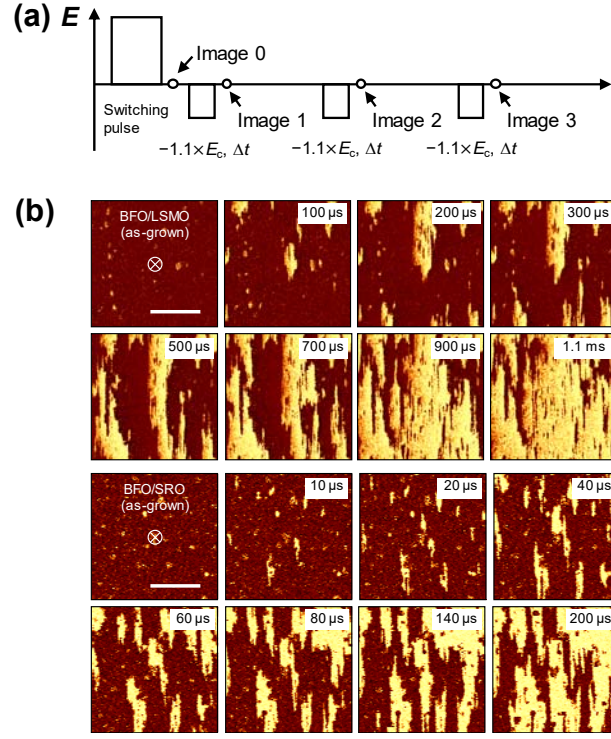 (a)
E
Image 0
Switching
pulse
Image 1
Image 2
Image 3
−1.1×Ec, Δt
−1.1×Ec, Δt
−1.1×Ec, Δt
(b)
BFO/LSMO
(as-grown)
100 µs
200 µs
300 µs
500 µs
700 µs
900 µs
1.1 ms
BFO/SRO
(as-grown)
10 µs
20 µs
40 µs
60 µs
80 µs
140 µs
200 µs